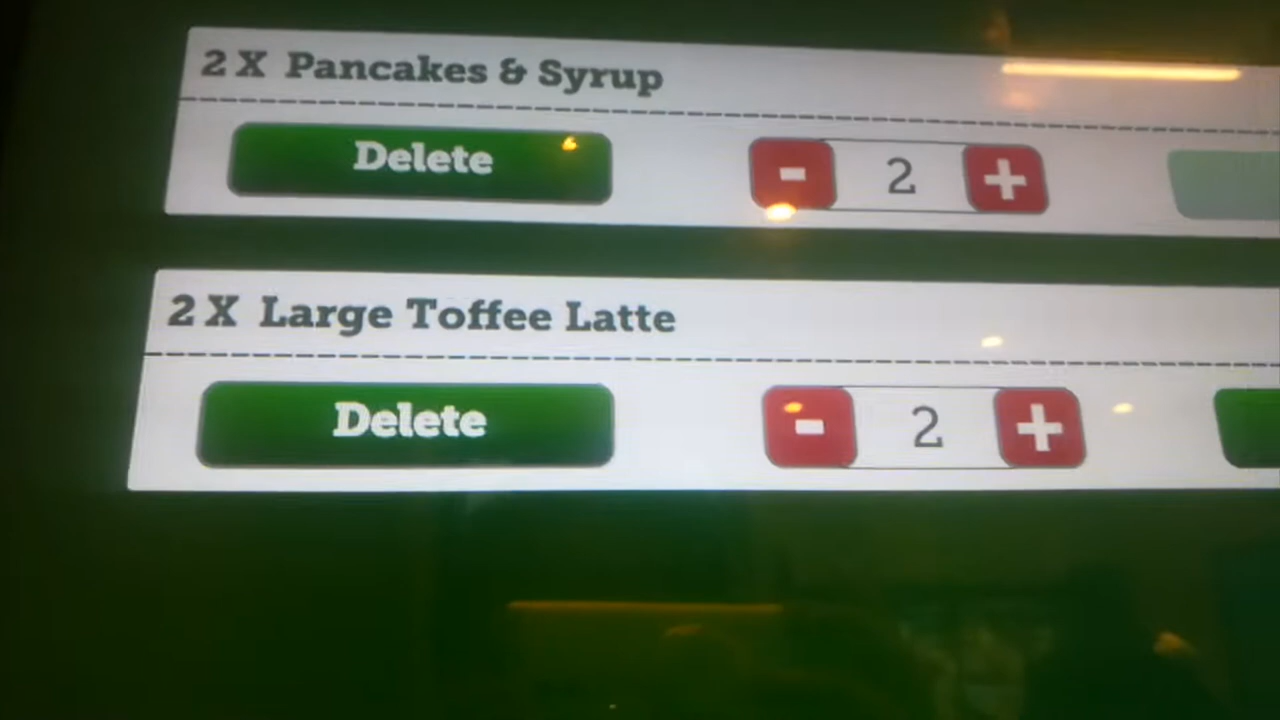 2 X Pancakes & Syrup
Delete - 2 +
2 X Large Toffee Latte
Delete - 2 +